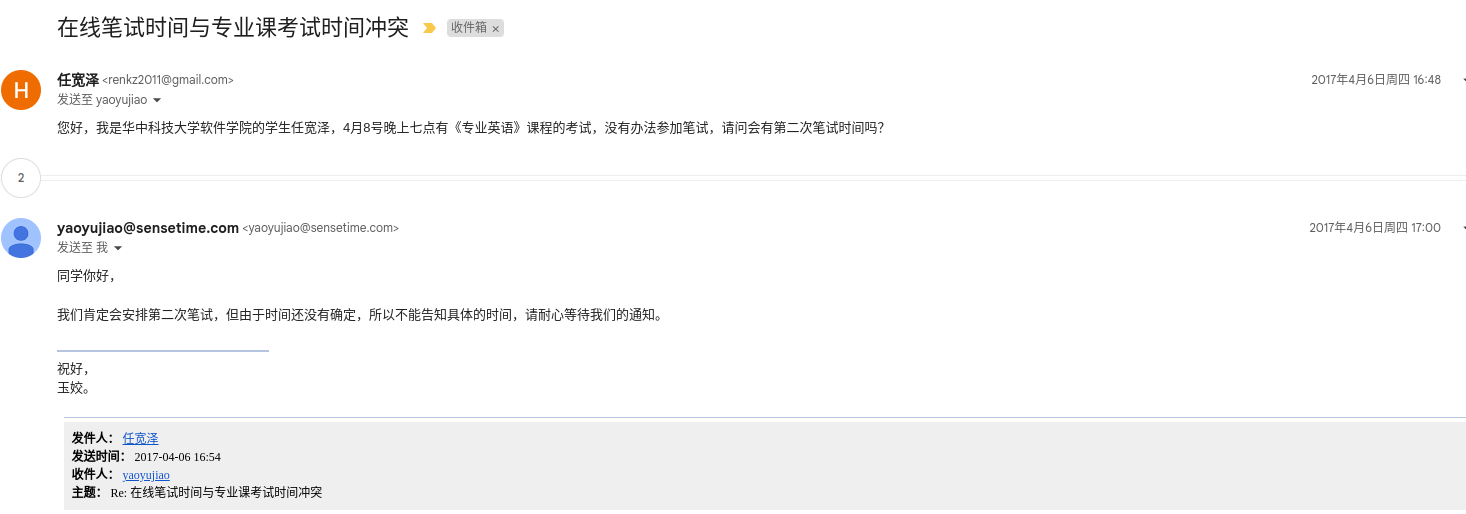 在线笔试时间与专业课考试时间冲突 收件箱 ×
H 任宽泽 <renkz2011@gmail.com> 2017年4月6日周四 16:48
发送至 yaoyujiao
您好，我是华中科技大学软件学院的学生任宽泽，4月8号晚上七点有《专业英语》课程的考试，没有办法参加笔试，请问会有第二次笔试时间吗？
2
yaoyujiao@sensetime.com <yaoyujiao@sensetime.com> 2017年4月6日周四 17:00
发送至 我
同学你好，
我们肯定会安排第二次笔试，但由于时间还没有确定，所以不能告知具体的时间，请耐心等待我们的通知。
祝好，
玉姣。
发件人： 任宽泽
发送时间： 2017-04-06 16:54
收件人： yaoyujiao
主题： Re: 在线笔试时间与专业课考试时间冲突